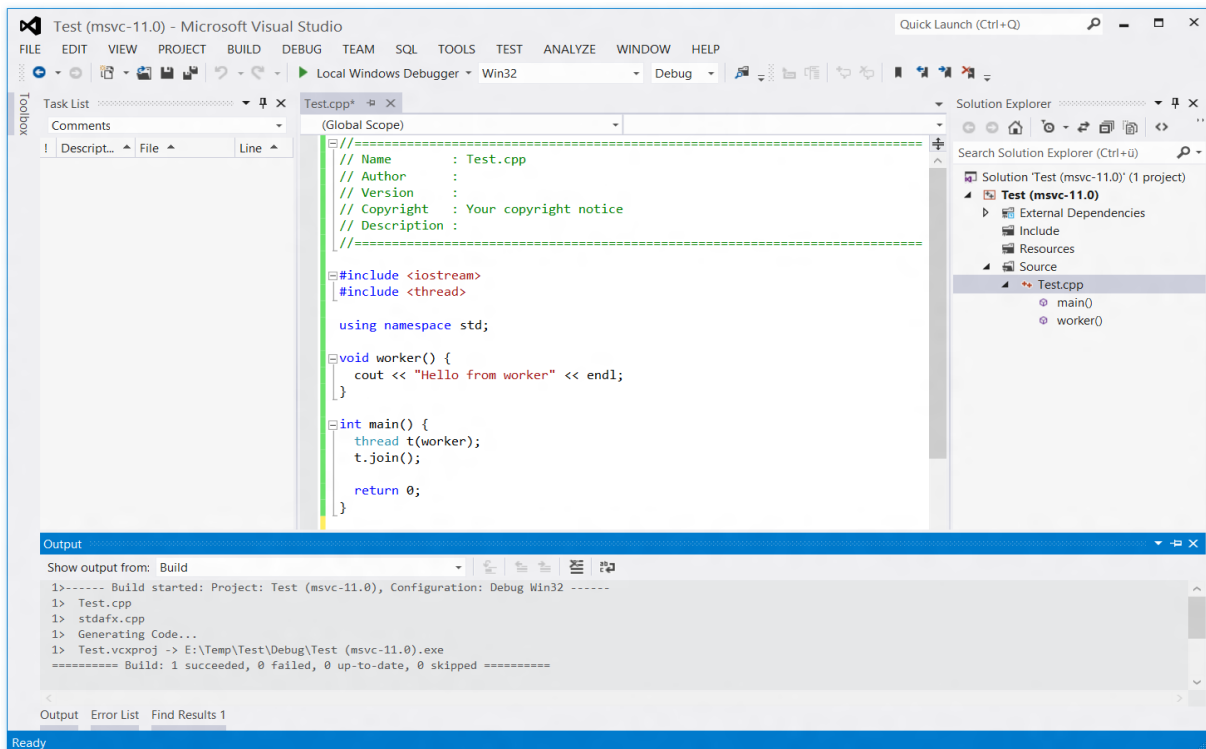 Test (msvc-11.0) - Microsoft Visual Studio
Quick Launch (Ctrl+Q)
FILE EDIT VIEW PROJECT BUILD DEBUG TEAM SQL TOOLS TEST ANALYZE WINDOW HELP
Local Windows Debugger Win32 Debug
Toolbox
Task List
Comments
! Descript... File Line
Test.cpp*
(Global Scope)
//============================================================================
// Name        : Test.cpp
// Author      :
// Version     :
// Copyright   : Your copyright notice
// Description :
//============================================================================
#include <iostream>
#include <thread>
using namespace std;
void worker() {
  cout << "Hello from worker" << endl;
}
int main() {
  thread t(worker);
  t.join();
  return 0;
}
Solution Explorer
Search Solution Explorer (Ctrl+ü)
Solution 'Test (msvc-11.0)' (1 project)
Test (msvc-11.0)
External Dependencies
Include
Resources
Source
Test.cpp
main()
worker()
Output
Show output from: Build
1>------ Build started: Project: Test (msvc-11.0), Configuration: Debug Win32 ------
1>  Test.cpp
1>  stdafx.cpp
1>  Generating Code...
1>  Test.vcxproj -> E:\Temp\Test\Debug\Test (msvc-11.0).exe
========== Build: 1 succeeded, 0 failed, 0 up-to-date, 0 skipped ==========
Output Error List Find Results 1
Ready